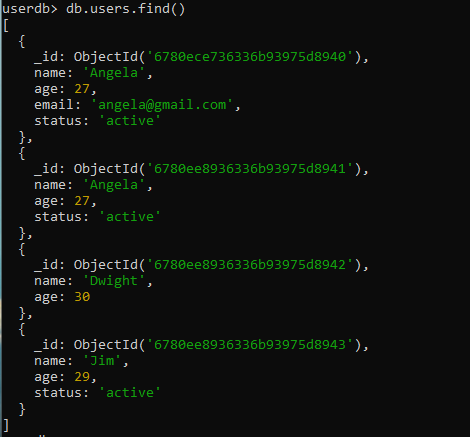 userdb> db.users.find()
[
  {
    _id: ObjectId('6780ece736336b93975d8940'),
    name: 'Angela',
    age: 27,
    email: 'angela@gmail.com',
    status: 'active'
  },
  {
    _id: ObjectId('6780ee8936336b93975d8941'),
    name: 'Angela',
    age: 27,
    status: 'active'
  },
  {
    _id: ObjectId('6780ee8936336b93975d8942'),
    name: 'Dwight',
    age: 30
  },
  {
    _id: ObjectId('6780ee8936336b93975d8943'),
    name: 'Jim',
    age: 29,
    status: 'active'
  }
]